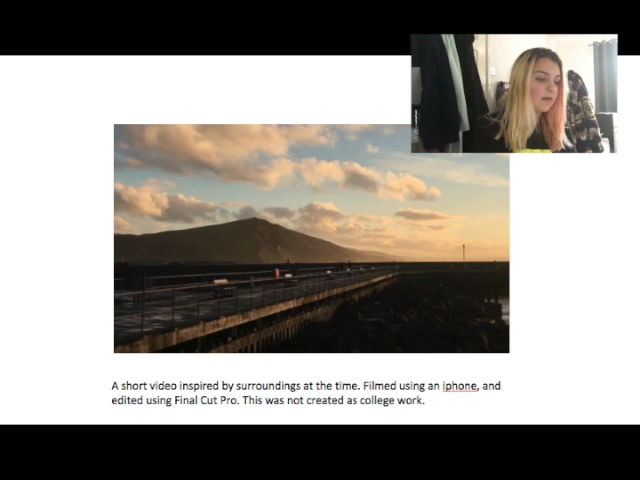 A short video inspired by surroundings at the time. Filmed using an iphone, and
edited using Final Cut Pro. This was not created as college work.